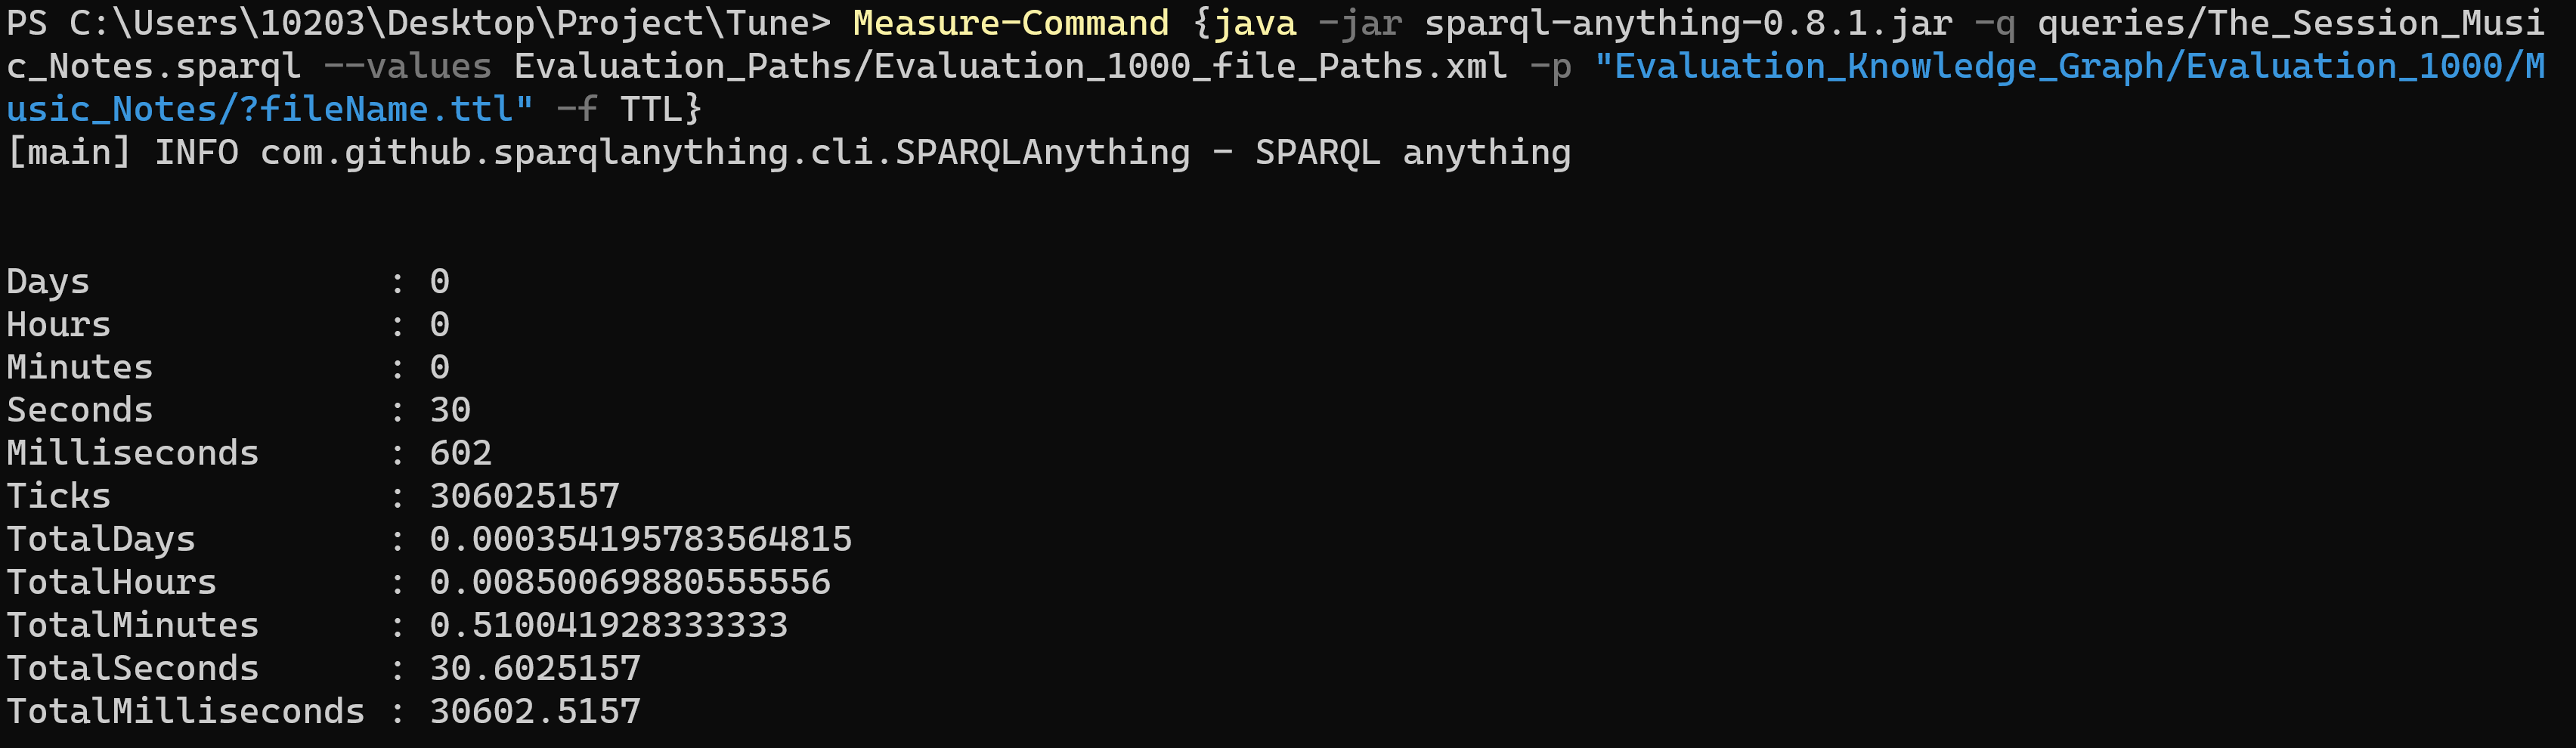 PS C:\Users\10203\Desktop\Project\Tune> Measure-Command {java -jar sparql-anything-0.8.1.jar -q queries/The_Session_Musi
c_Notes.sparql --values Evaluation_Paths/Evaluation_1000_file_Paths.xml -p "Evaluation_Knowledge_Graph/Evaluation_1000/M
usic_Notes/?fileName.ttl" -f TTL}
[main] INFO com.github.sparqlanything.cli.SPARQLAnything - SPARQL anything
Days              : 0
Hours             : 0
Minutes           : 0
Seconds           : 30
Milliseconds      : 602
Ticks             : 306025157
TotalDays         : 0.000354195783564815
TotalHours        : 0.00850069880555556
TotalMinutes      : 0.510041928333333
TotalSeconds      : 30.6025157
TotalMilliseconds : 30602.5157